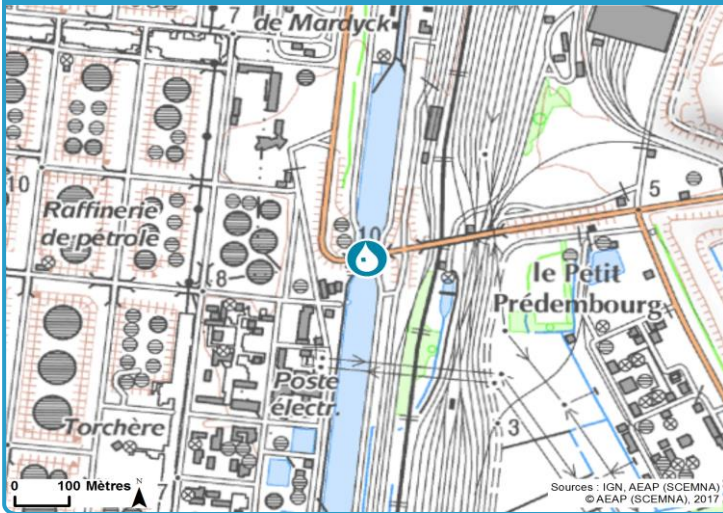 7
de Mardyck
10
5
Raffinerie
de pétrole
10
8
le Petit
Prédembourg
Poste
électr.
Torchère
3
7
0 100 Mètres N
Sources : IGN, AEAP (SCEMNA)
© AEAP (SCEMNA), 2017